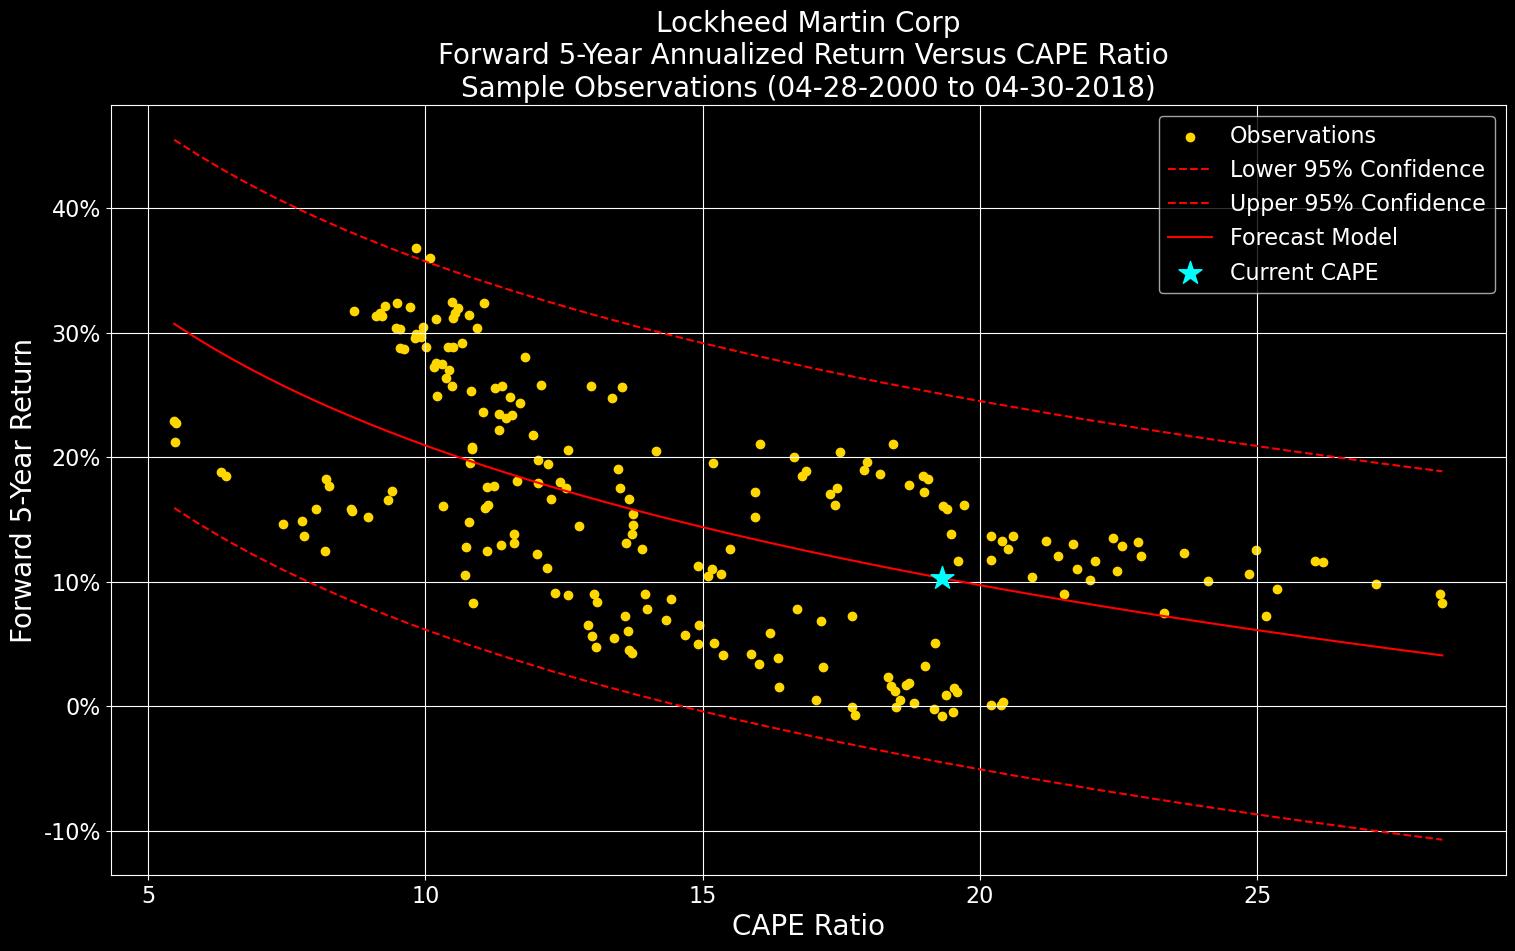 Lockheed Martin Corp
Forward 5-Year Annualized Return Versus CAPE Ratio
Sample Observations (04-28-2000 to 04-30-2018)
Observations
Lower 95% Confidence
Upper 95% Confidence
Forecast Model
Current CAPE
Forward 5-Year Return
40%
30%
20%
10%
0%
-10%
5 10 15 20 25
CAPE Ratio